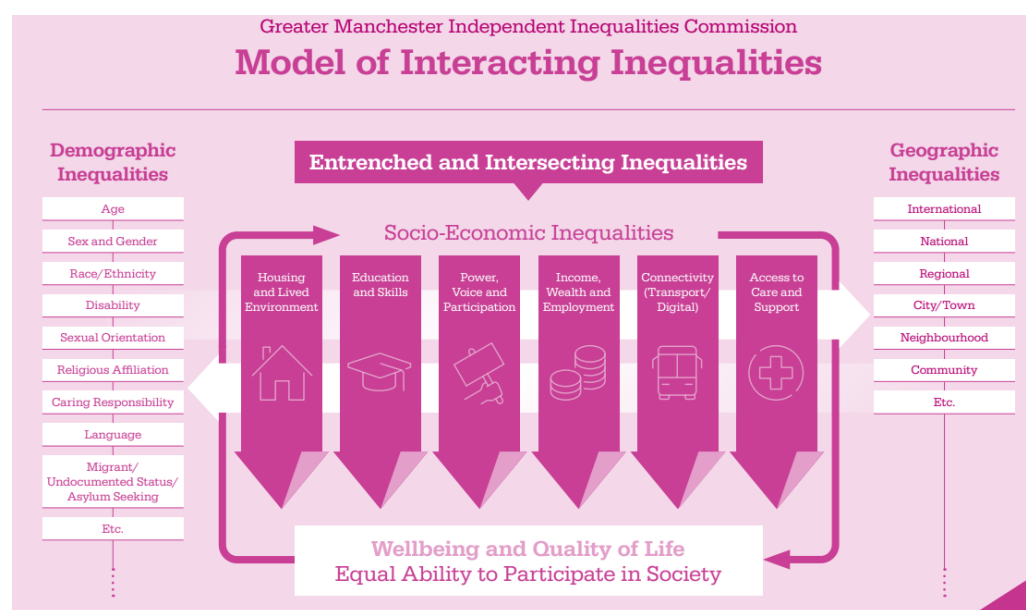 Greater Manchester Independent Inequalities Commission
Model of Interacting Inequalities
Demographic
Inequalities
Age
Sex and Gender
Race/Ethnicity
Disability
Sexual Orientation
Religious Affiliation
Caring Responsibility
Language
Migrant/
Undocumented Status/
Asylum Seeking
Etc.
Entrenched and Intersecting Inequalities
Socio-Economic Inequalities
Housing
and Lived
Environment
Education
and Skills
Power,
Voice and
Participation
Income,
Wealth and
Employment
Connectivity
(Transport/
Digital)
Access to
Care and
Support
Wellbeing and Quality of Life
Equal Ability to Participate in Society
Geographic
Inequalities
International
National
Regional
City/Town
Neighbourhood
Community
Etc.